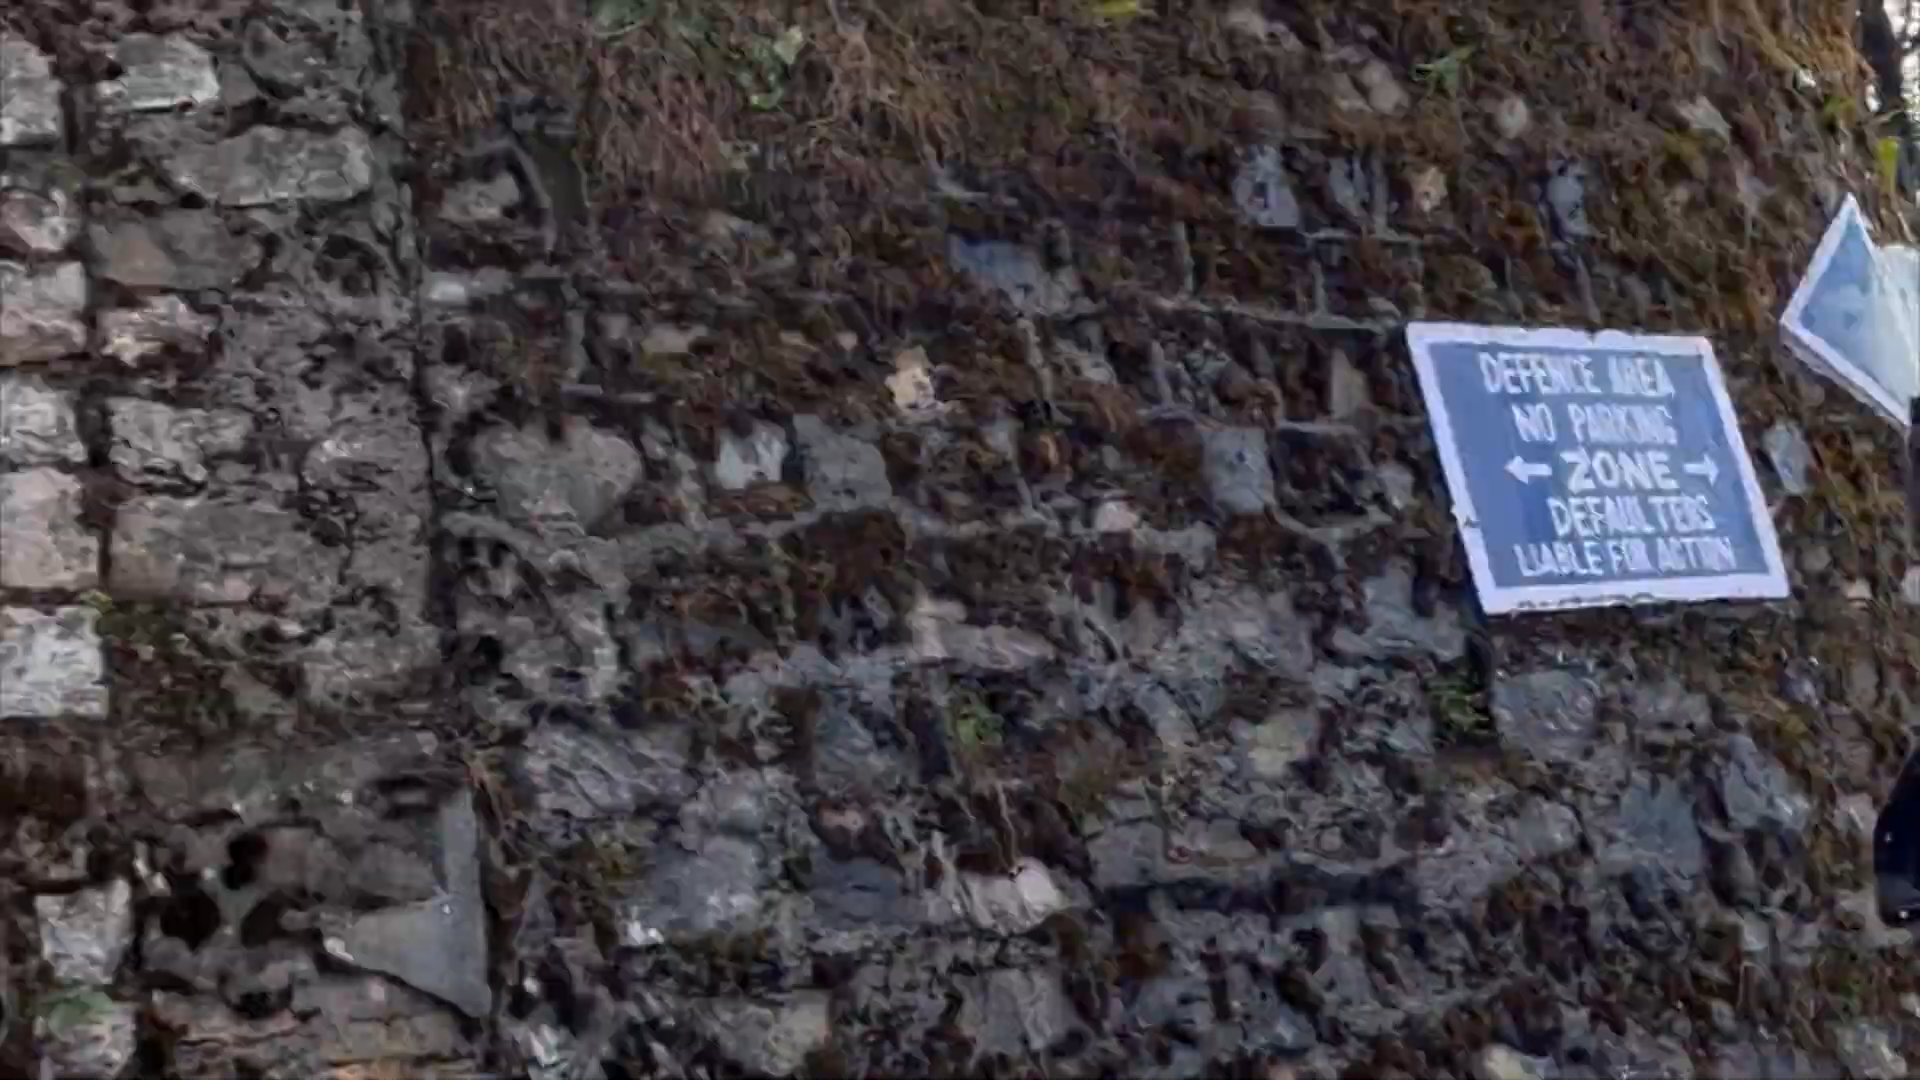 DEFENCE AREA
NO PARKING
← ZONE →
DEFAULTERS
LIABLE FOR ACTION